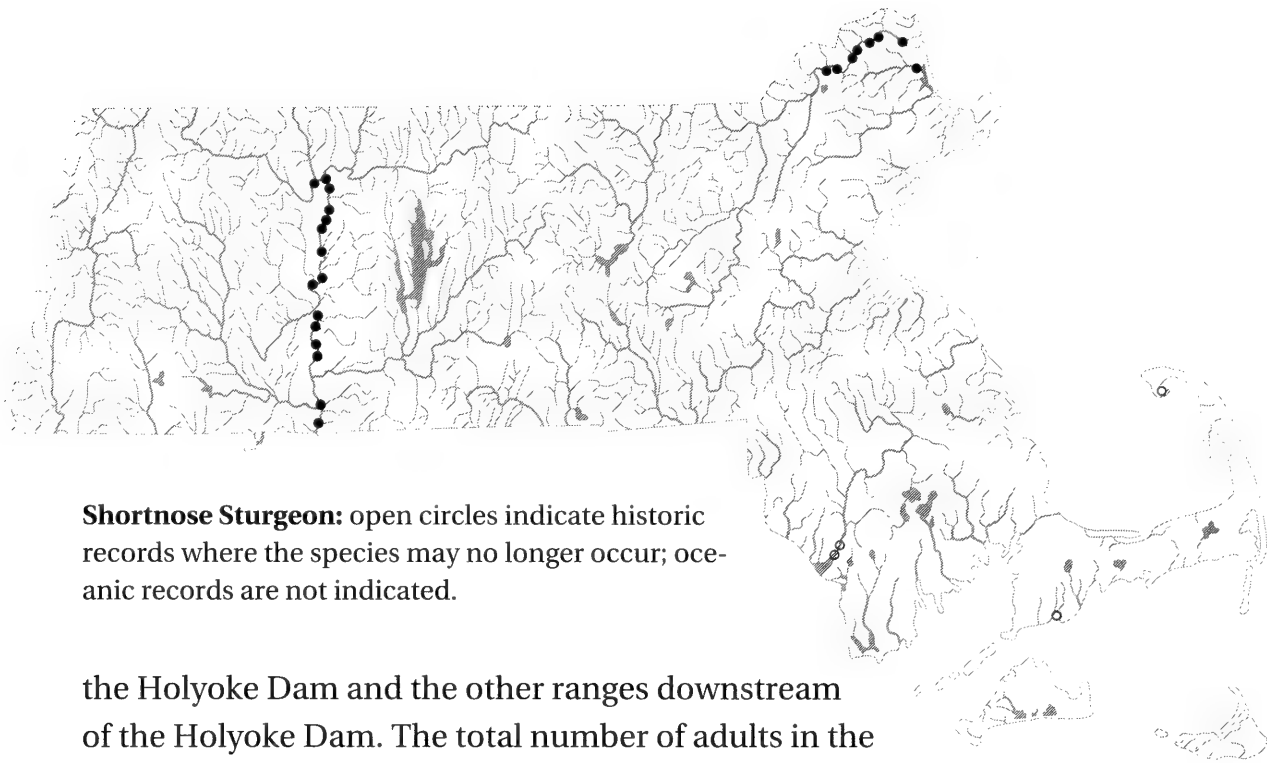 Shortnose Sturgeon: open circles indicate historic
records where the species may no longer occur; oce-
anic records are not indicated.
the Holyoke Dam and the other ranges downstream
of the Holyoke Dam. The total number of adults in the